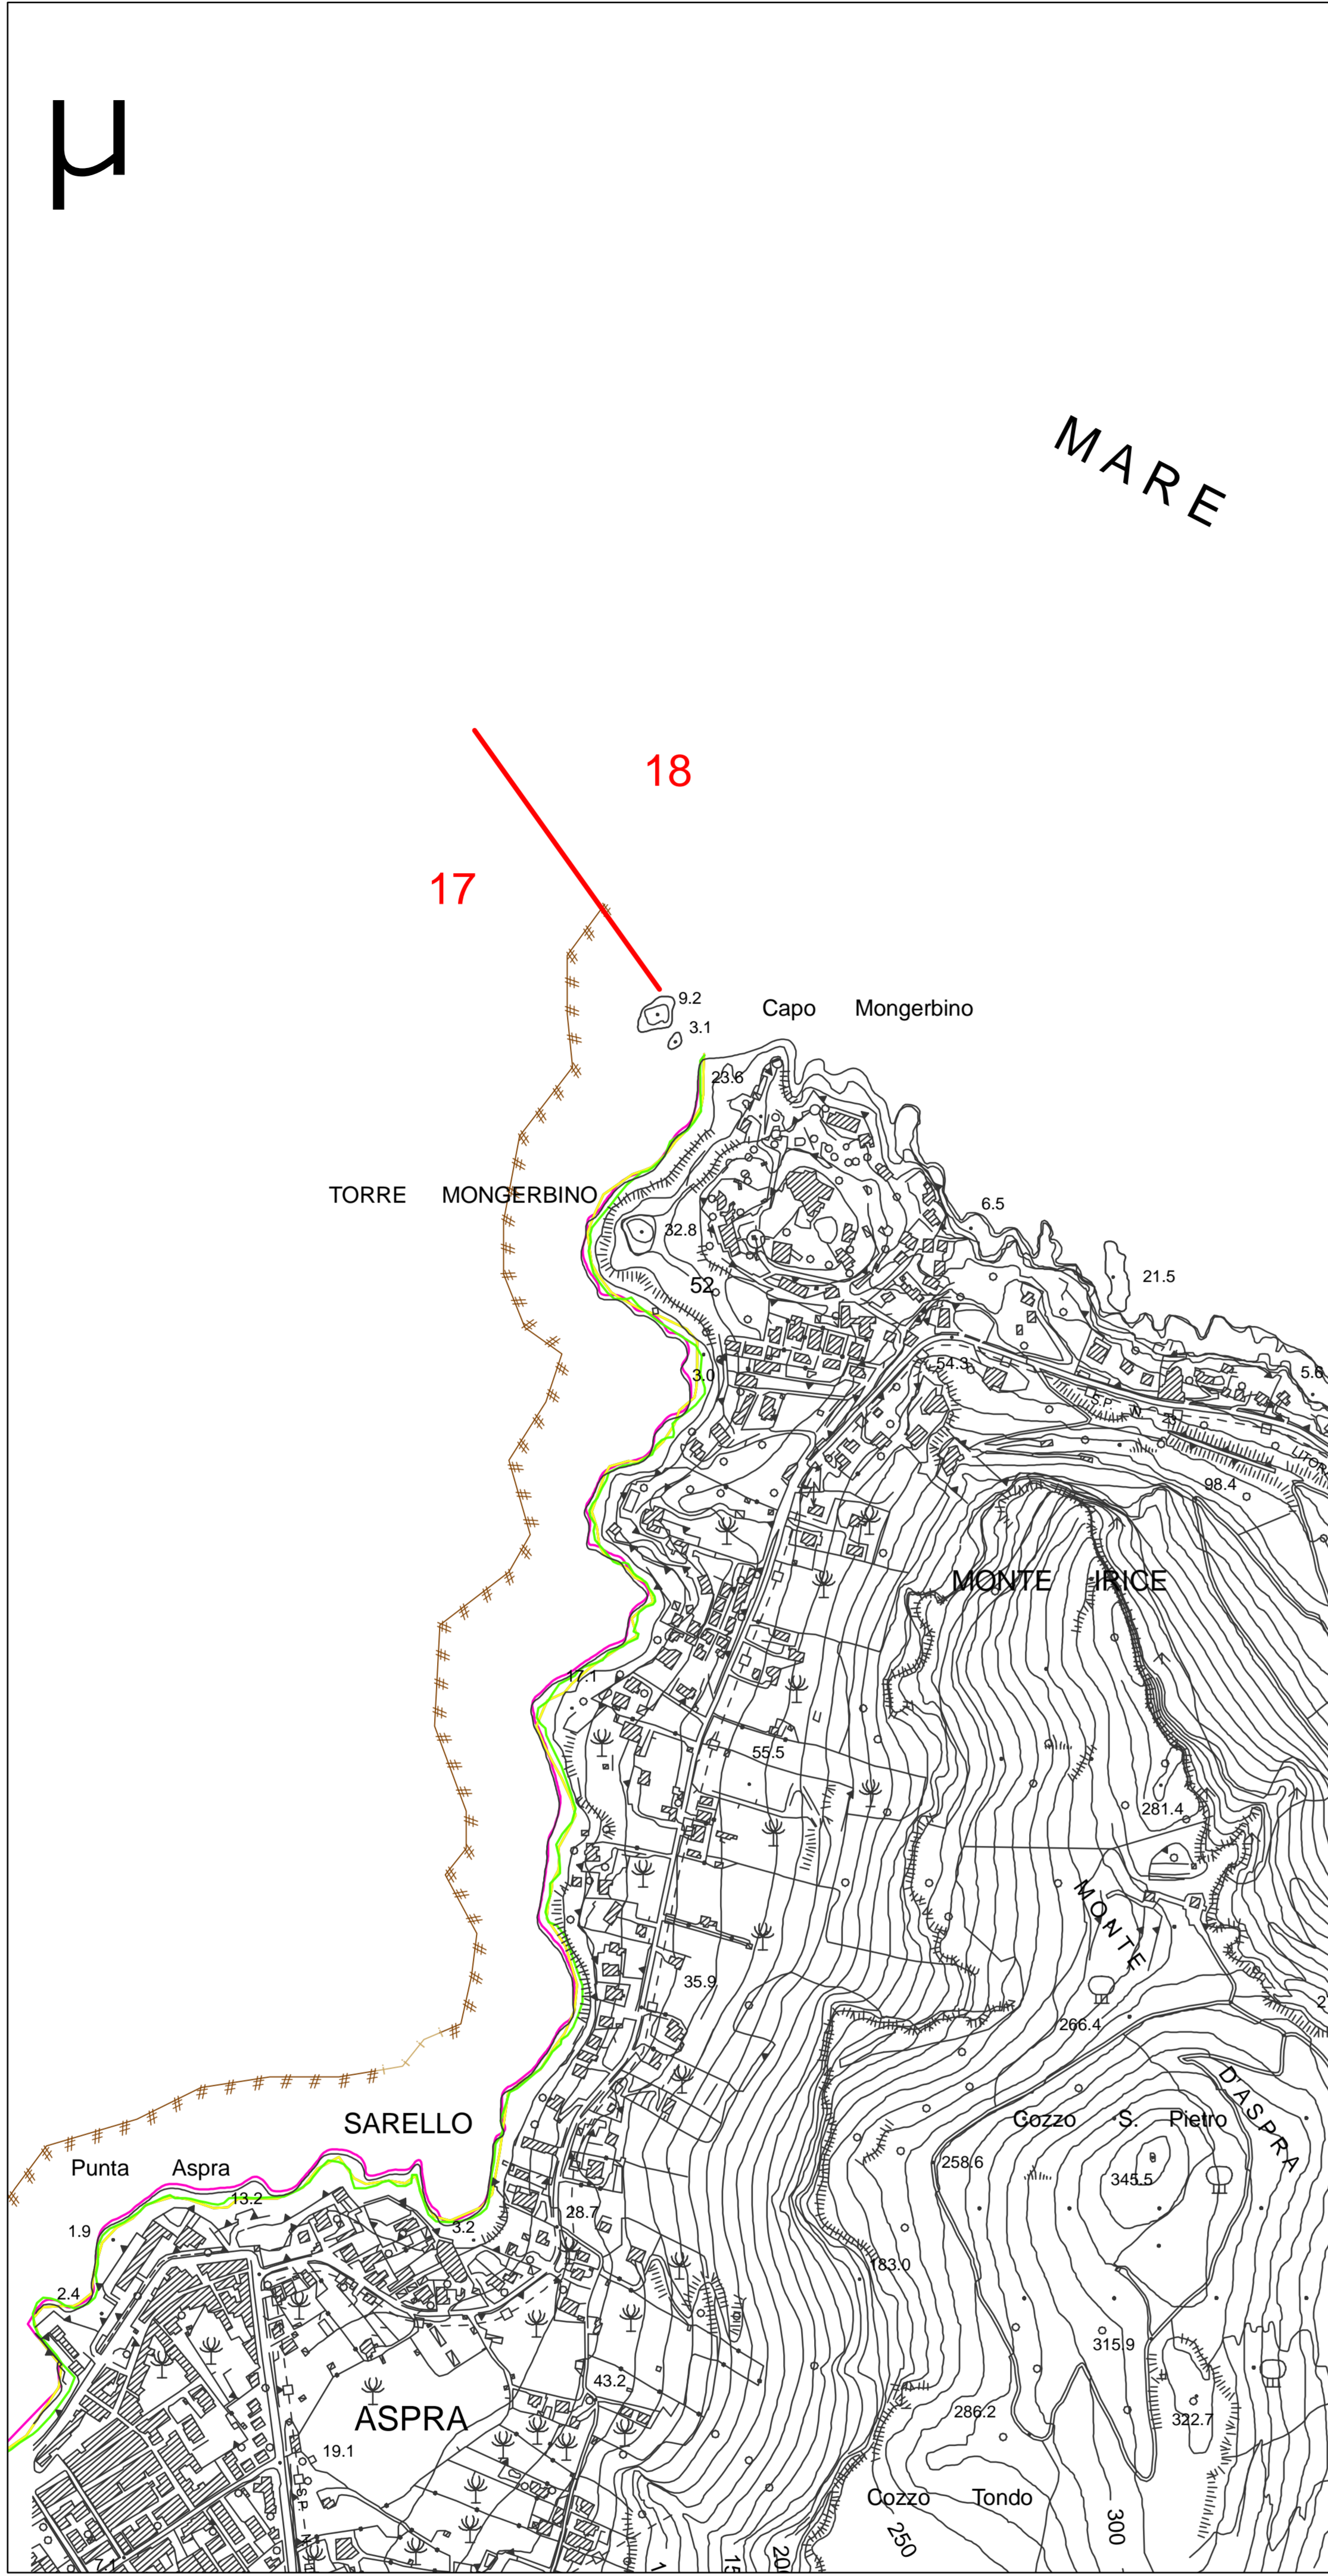 µ
MARE
18
17
9.2
Capo Mongerbino
3.1
23.6
TORRE MONGERBINO
6.5
32.8
21.5
52
54.3
5.6
3.0
S.P. N. 23
LITOR
98.4
MONTE IRICE
17.1
55.5
281.4
MONTE
35.9
266.4
D'ASPRA
SARELLO
Cozzo S. Pietro
Punta Aspra
258.6
345.5
13.2
28.7
1.9
3.2
183.0
2.4
315.9
43.2
286.2
322.7
ASPRA
19.1
S.P. N
Cozzo Tondo
250
300